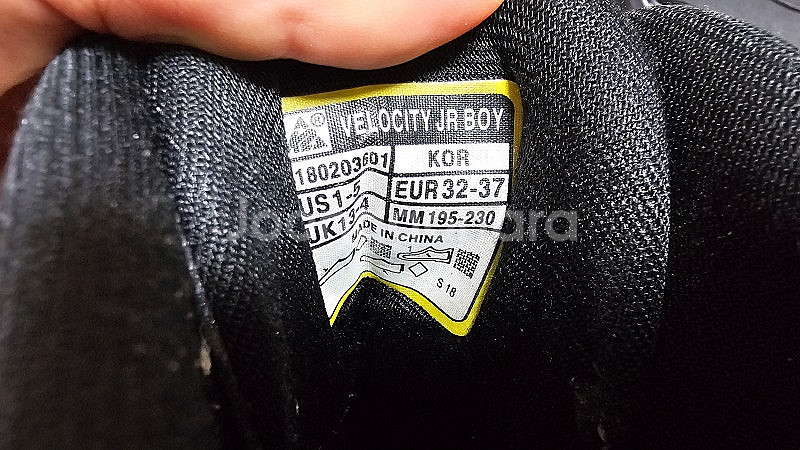 ® VELOCITY JR BOY
180203601 KOR
US 1-5 EUR 32-37
UK 13-4 MM 195-230
MADE IN CHINA
1
S 18